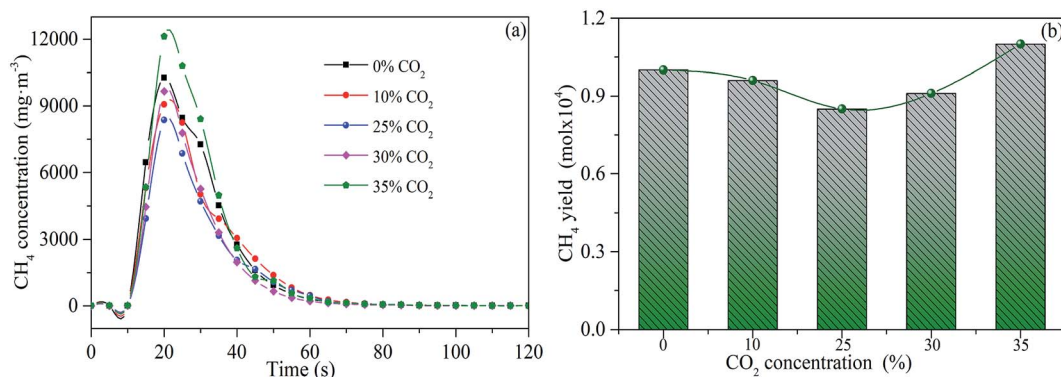 (a)
12000
9000
6000
3000
0
CH₄ concentration (mg·m⁻³)
0% CO₂
10% CO₂
25% CO₂
30% CO₂
35% CO₂
0 20 40 60 80 100 120
Time (s)
(b)
1.2
0.9
0.6
0.3
0.0
CH₄ yield (molx10⁴)
0 10 25 30 35
CO₂ concentration (%)